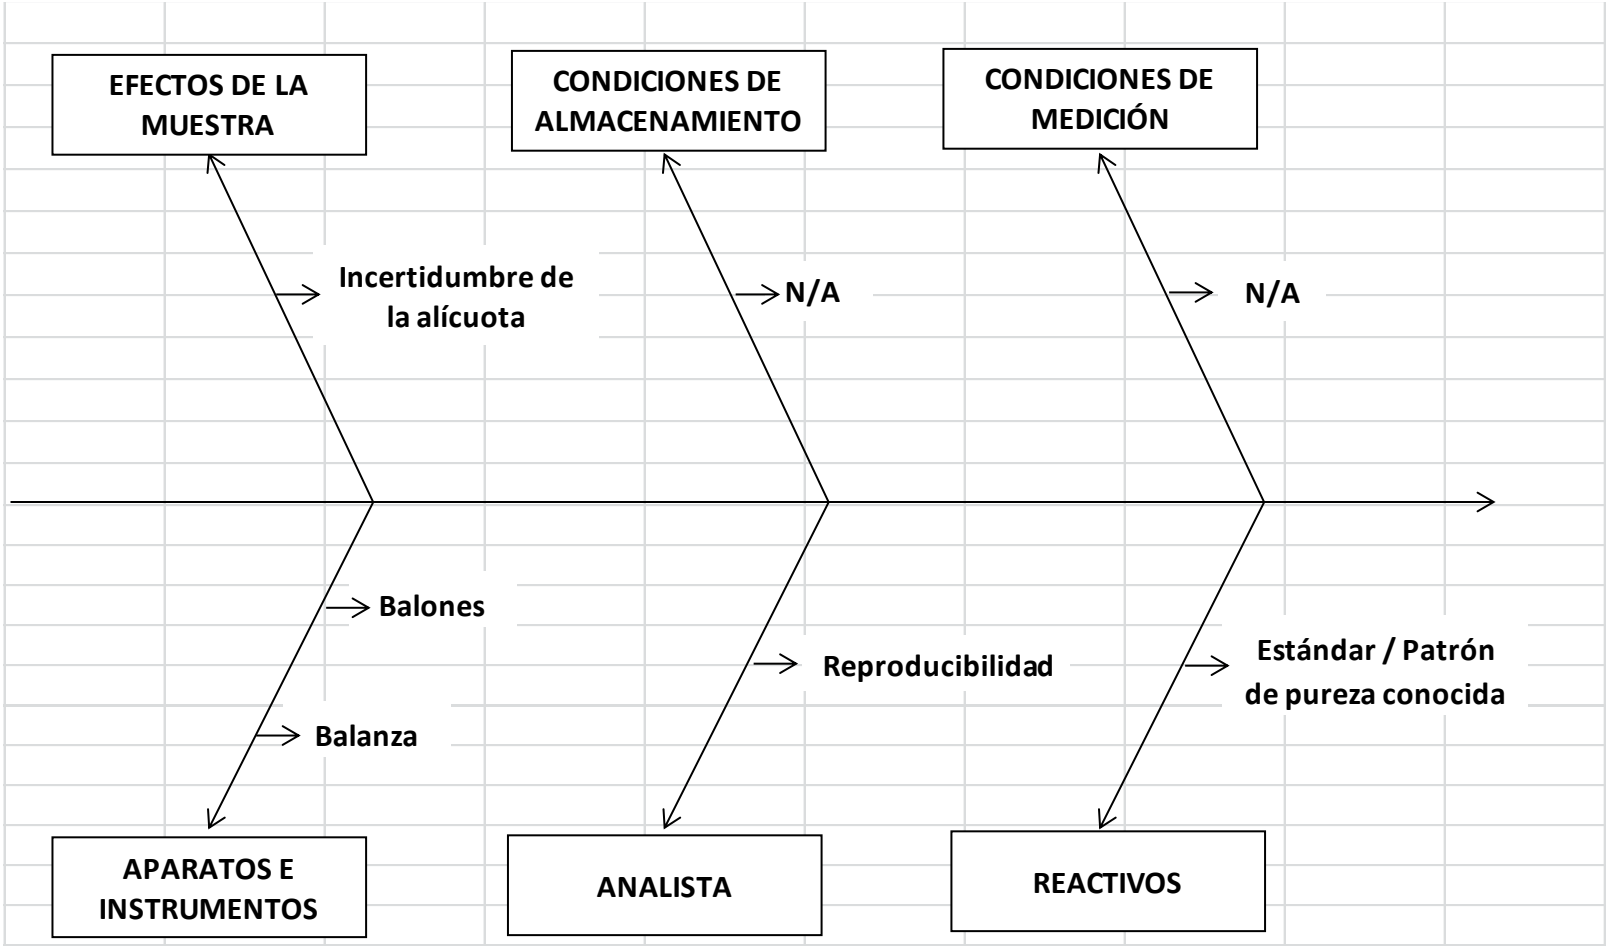 EFECTOS DE LA
MUESTRA
CONDICIONES DE
ALMACENAMIENTO
CONDICIONES DE
MEDICIÓN
Incertidumbre de
la alícuota
N/A
N/A
Balones
Balanza
Reproducibilidad
Estándar / Patrón
de pureza conocida
APARATOS E
INSTRUMENTOS
ANALISTA
REACTIVOS